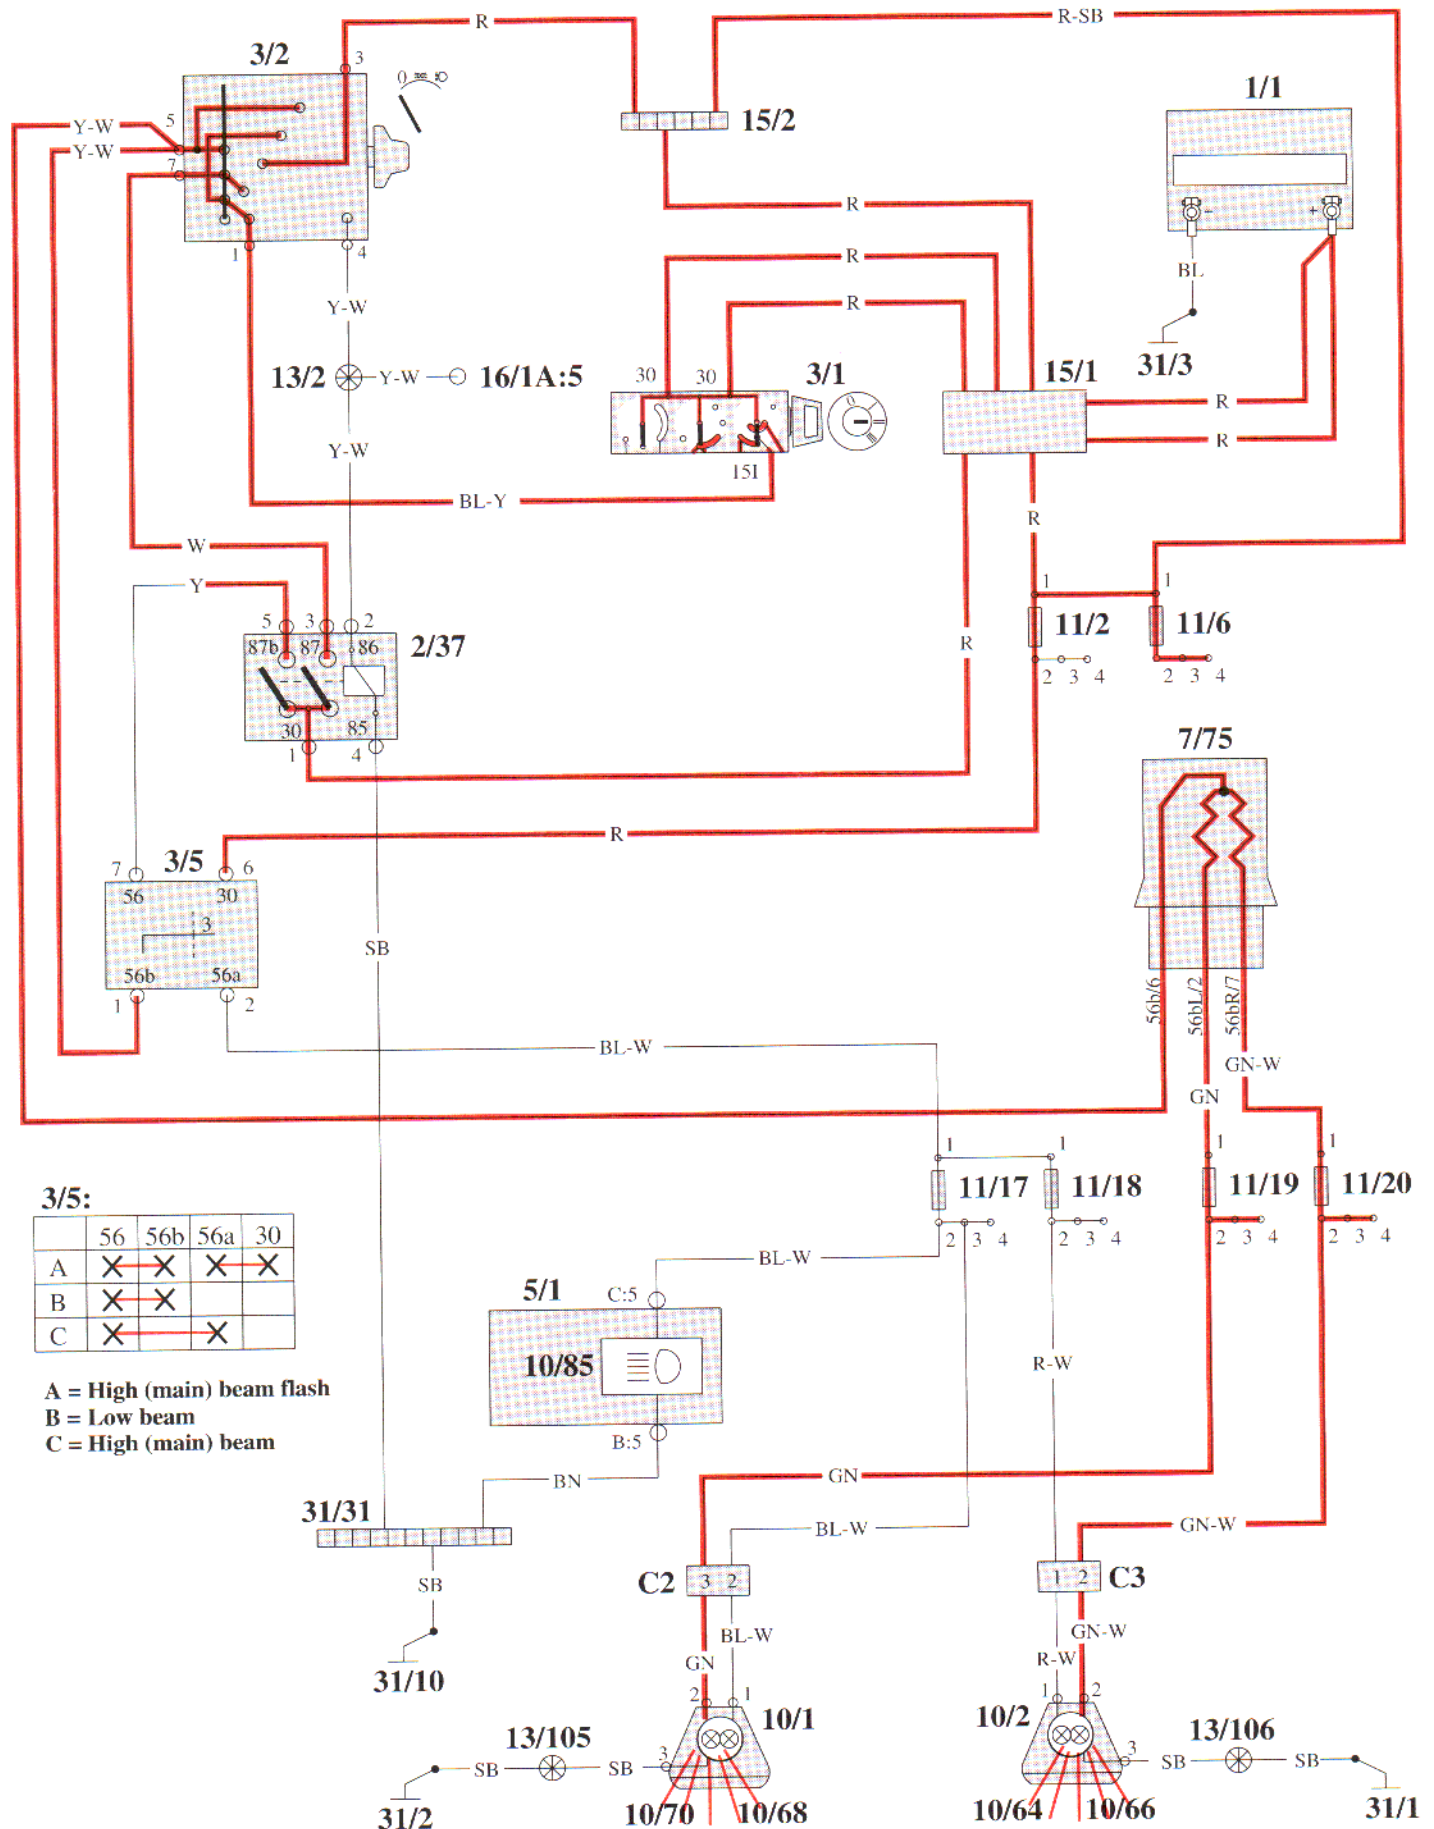 R
R-SB
3/2
3
0
1/1
Y-W
5
15/2
Y-W
7
R
- +
1
4
R
BL
Y-W
R
13/2
Y-W
16/1A:5
30
30
3/1
0
15/1
31/3
R
R
Y-W
15I
BL-Y
R
W
Y
1
1
5
3
2
11/2
11/6
87b
87
86
2/37
R
2 3 4
2 3 4
30
85
1
4
7/75
R
7
3/5
6
56
30
3
SB
56b
56a
1
2
56b/6
56bL/2
56bR/7
BL-W
GN-W
GN
1
1
1
1
11/17
11/18
11/19
11/20
2 3 4
2 3 4
2 3 4
2 3 4
3/5:
56 56b 56a 30
A
B
C
BL-W
5/1
C:5
10/85
R-W
A = High (main) beam flash
B = Low beam
C = High (main) beam
B:5
BN
GN
31/31
BL-W
GN-W
C2
3 2
1 2
C3
SB
BL-W
GN-W
GN
R-W
31/10
2
1
1
2
10/1
10/2
13/105
13/106
3
3
SB
SB
SB
SB
31/2
10/70
10/68
10/64
10/66
31/1